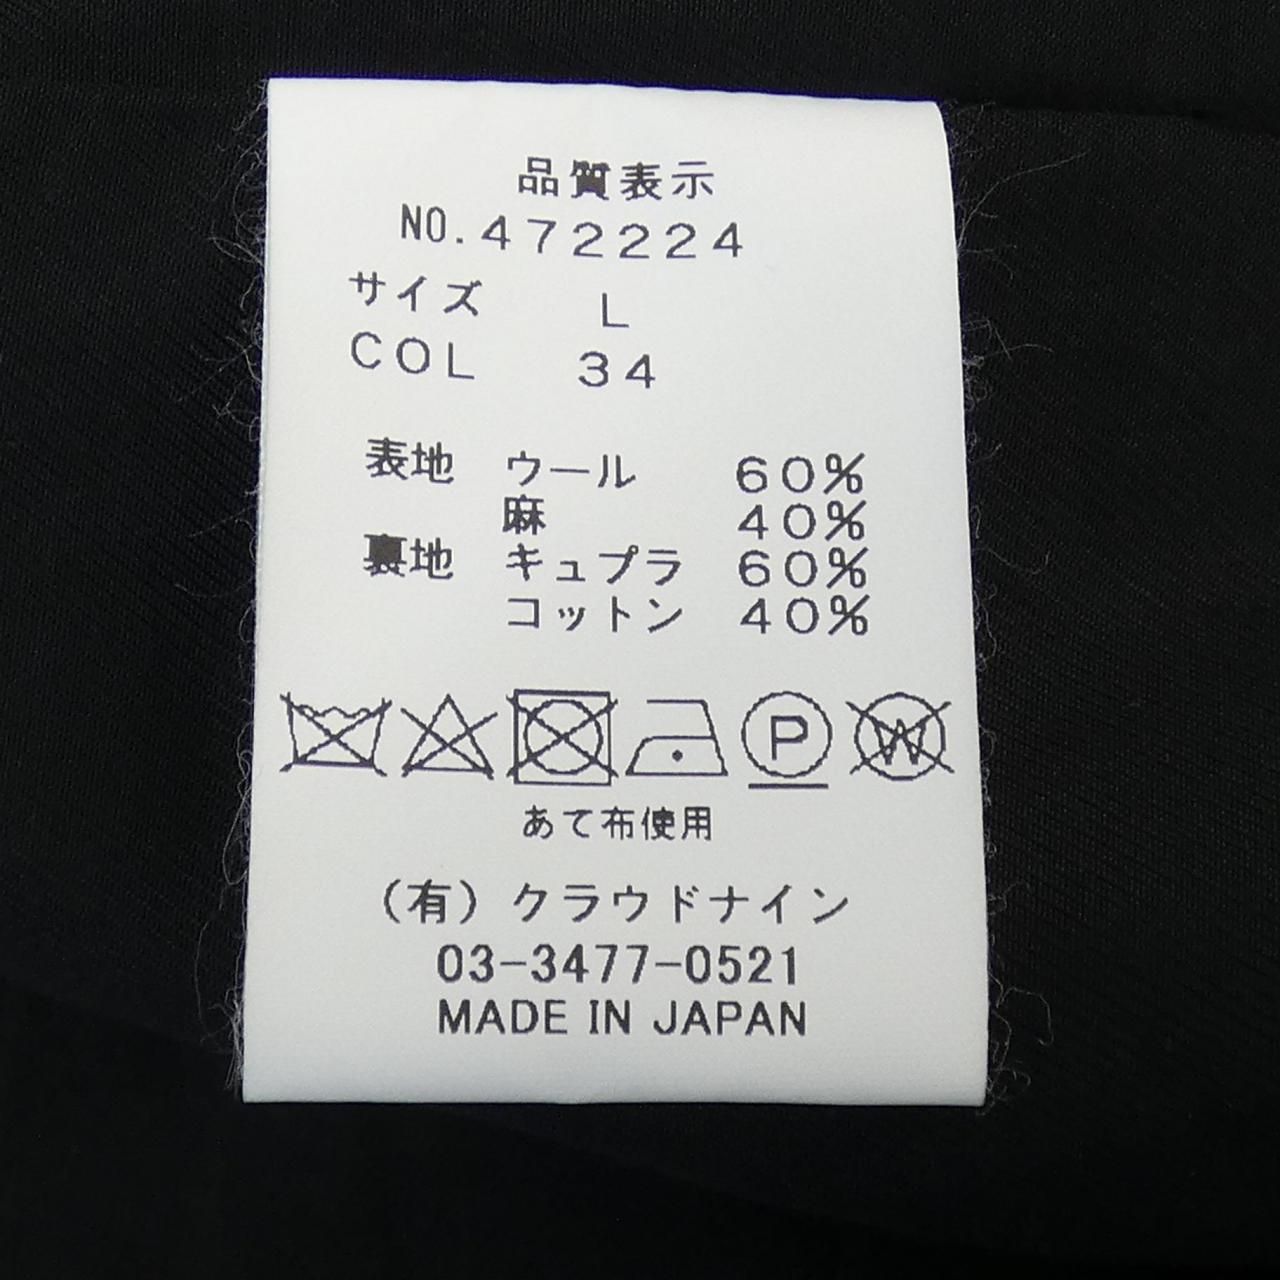 品質表示
NO.472224
サイズ L
COL 34
表地 ウール 60%
麻 40%
裏地 キュプラ 60%
コットン 40%
P W
あて布使用
(有)クラウドナイン
03-3477-0521
MADE IN JAPAN